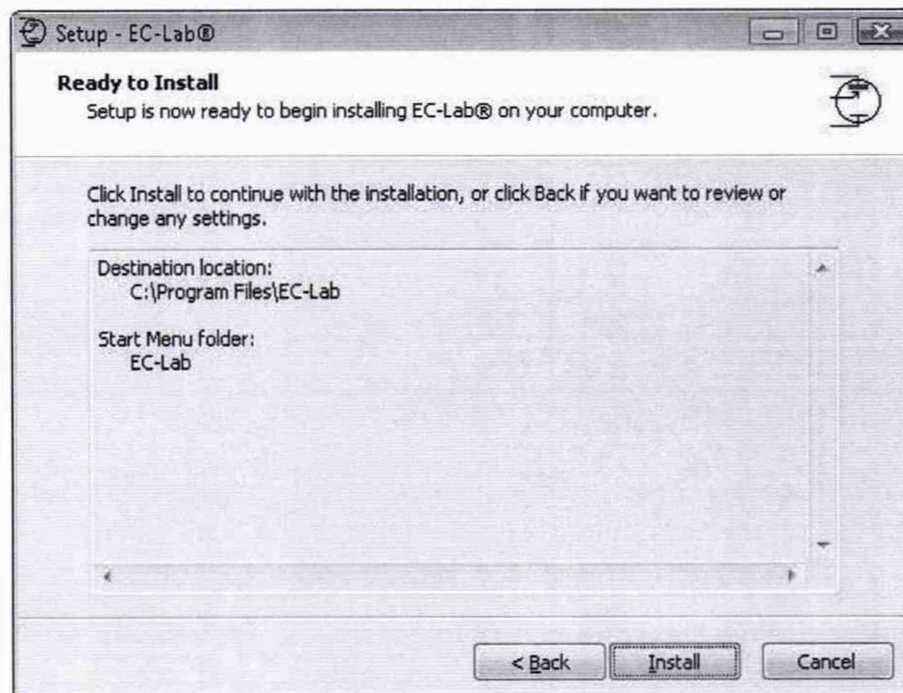 Setup - EC-Lab®
Ready to Install
Setup is now ready to begin installing EC-Lab® on your computer.
Click Install to continue with the installation, or click Back if you want to review or
change any settings.
Destination location:
C:\Program Files\EC-Lab
Start Menu folder:
EC-Lab
< Back
Install
Cancel